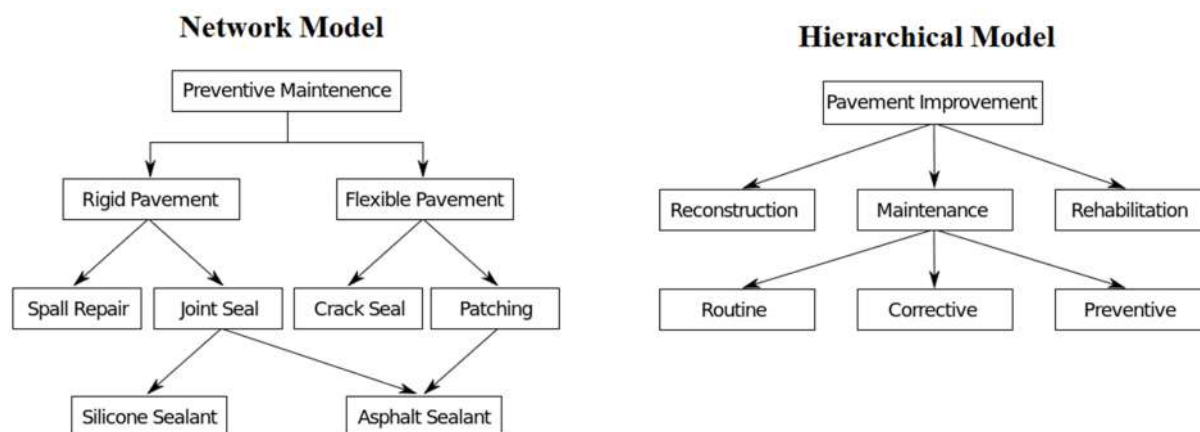 Network Model
Preventive Maintenence
Rigid Pavement
Flexible Pavement
Spall Repair
Joint Seal
Crack Seal
Patching
Silicone Sealant
Asphalt Sealant
Hierarchical Model
Pavement Improvement
Reconstruction
Maintenance
Rehabilitation
Routine
Corrective
Preventive